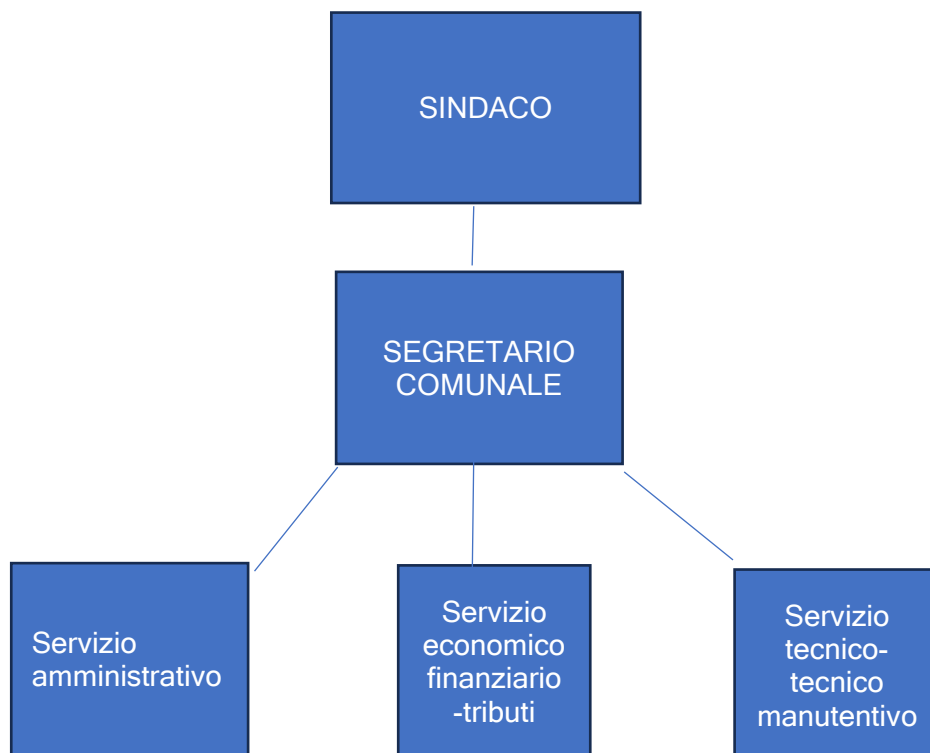 SINDACO
SEGRETARIO
COMUNALE
Servizio
amministrativo
Servizio
economico
finanziario
-tributi
Servizio
tecnico-
tecnico
manutentivo